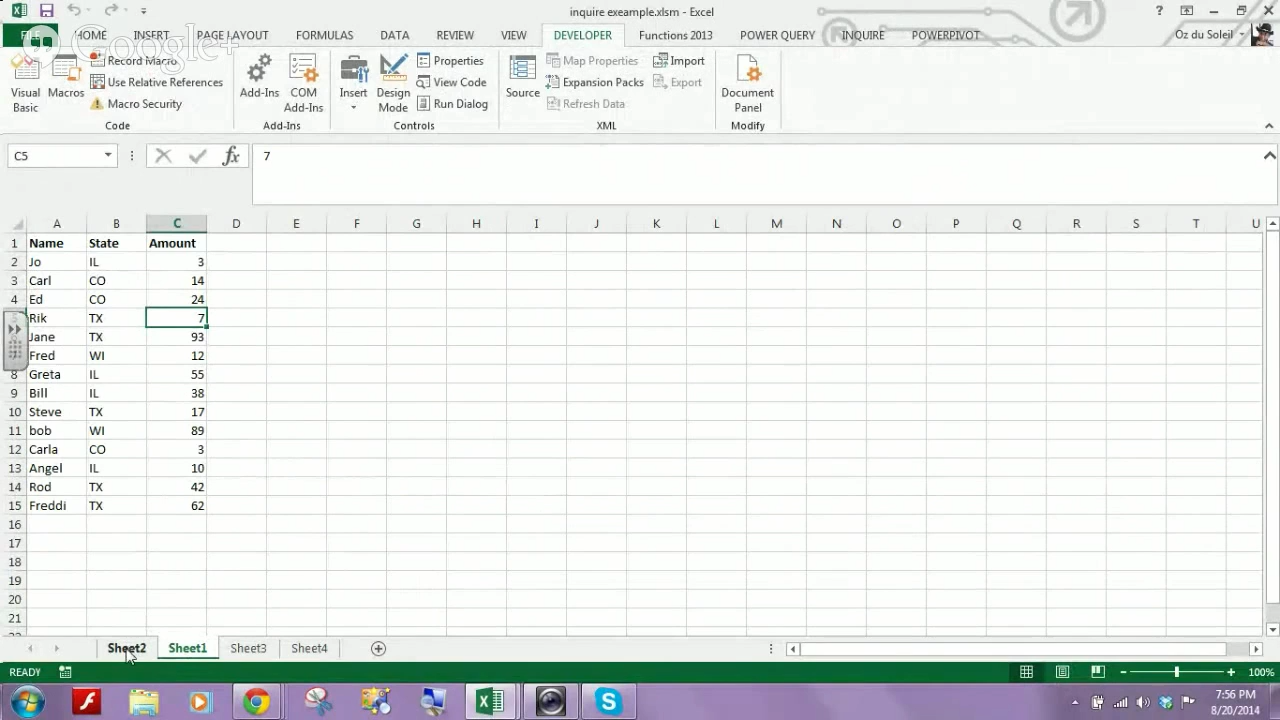 inquire exeample.xlsm - Excel
?
FILE HOME INSERT PAGE LAYOUT FORMULAS DATA REVIEW VIEW DEVELOPER Functions 2013 POWER QUERY INQUIRE POWERPIVOT Oz du Soleil
Google+
Visual Basic
Macros
Record Macro
Use Relative References
Macro Security
Code
Add-Ins
COM Add-Ins
Add-Ins
Insert
Design Mode
Properties
View Code
Run Dialog
Controls
Source
Map Properties
Expansion Packs
Refresh Data
Import
Export
XML
Document Panel
Modify
C5 fx 7
A B C D E F G H I J K L M N O P Q R S T U
1 Name State Amount
2 Jo IL 3
3 Carl CO 14
4 Ed CO 24
5 Rik TX 7
Jane TX 93
Fred WI 12
8 Greta IL 55
9 Bill IL 38
10 Steve TX 17
11 bob WI 89
12 Carla CO 3
13 Angel IL 10
14 Rod TX 42
15 Freddi TX 62
16
17
18
19
20
21
22
Sheet2 Sheet1 Sheet3 Sheet4
READY 100%
7:56 PM
8/20/2014